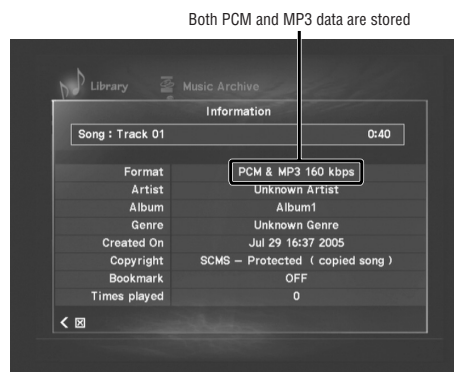 Both PCM and MP3 data are stored
Library Music Archive
Information
Song : Track 01 0:40
Format PCM & MP3 160 kbps
Artist Unknown Artist
Album Album1
Genre Unknown Genre
Created On Jul 29 16:37 2005
Copyright SCMS – Protected ( copied song )
Bookmark OFF
Times played 0